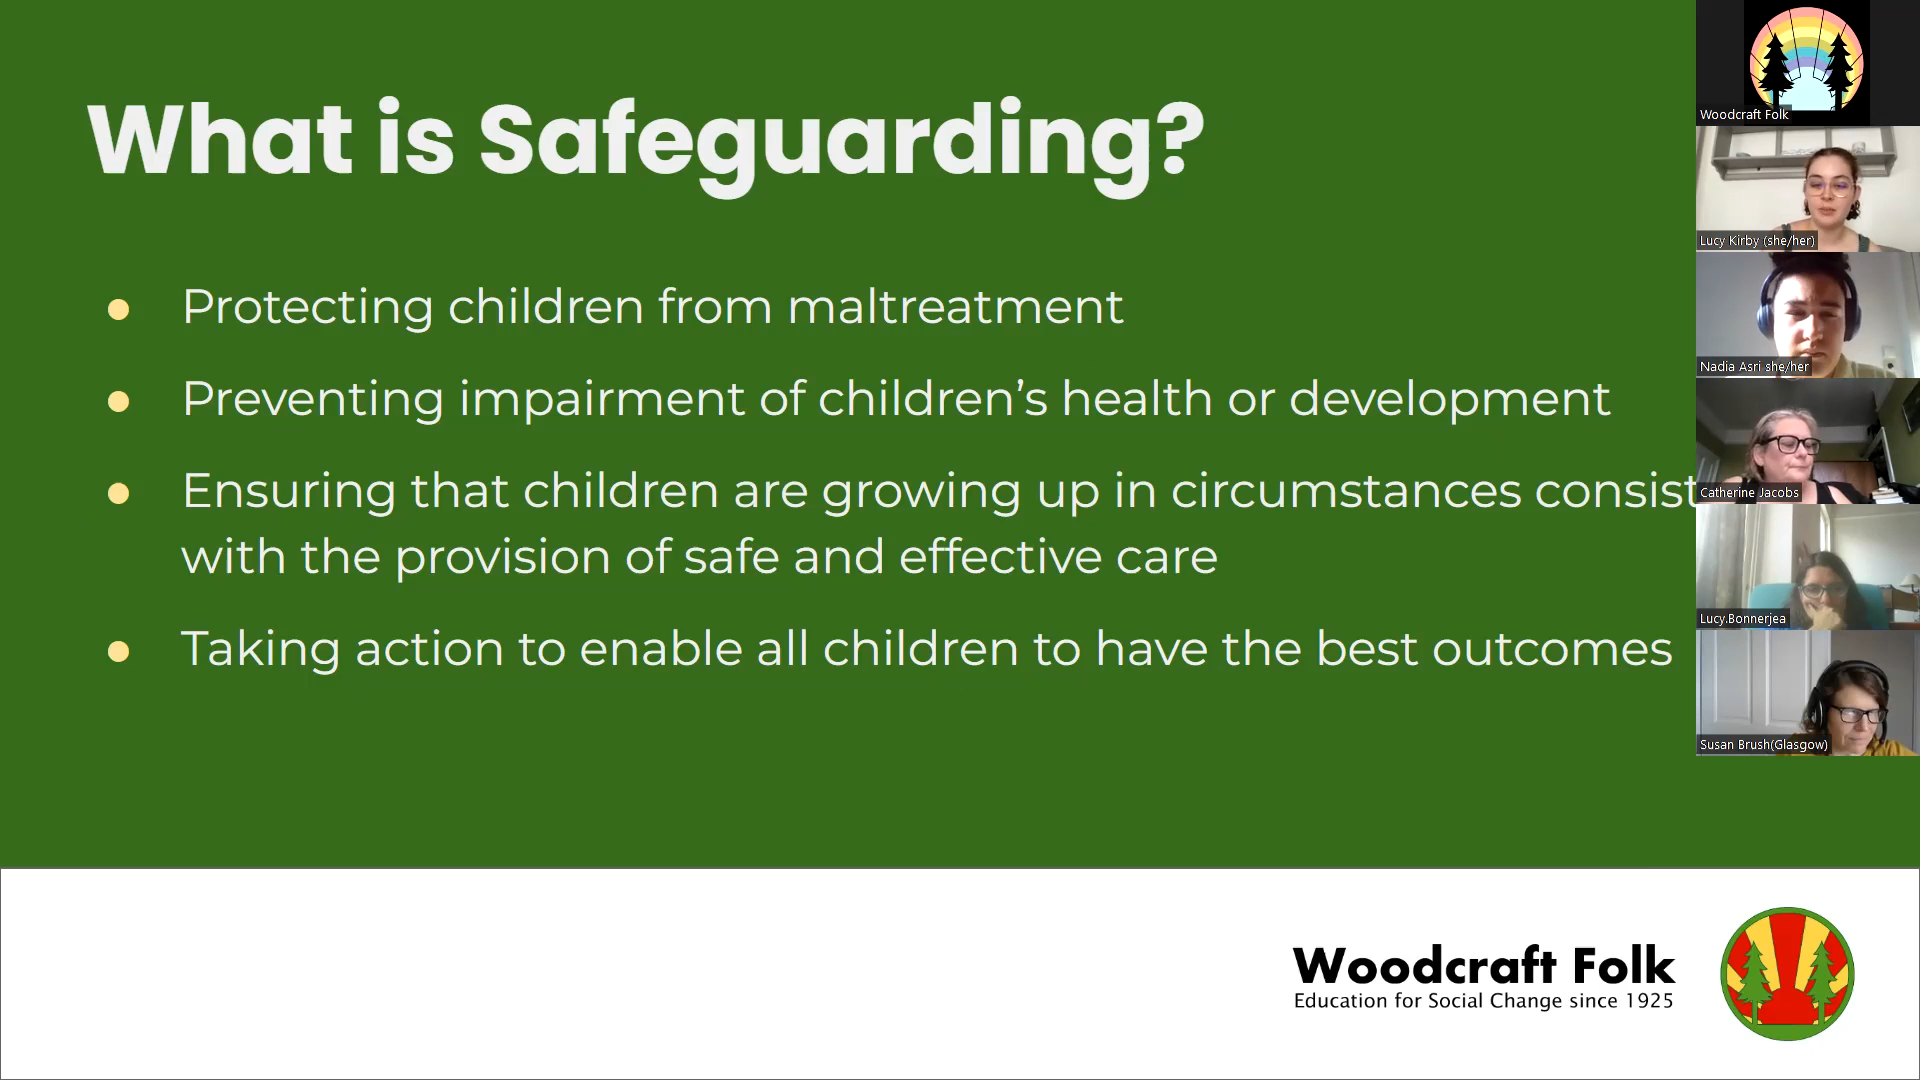 What is Safeguarding?
Protecting children from maltreatment
Preventing impairment of children’s health or development
Ensuring that children are growing up in circumstances consist
with the provision of safe and effective care
Taking action to enable all children to have the best outcomes
Woodcraft Folk
Education for Social Change since 1925
Woodcraft Folk
Lucy Kirby (she/her)
Nadia Asri she/her
Catherine Jacobs
Lucy.Bonnerjea
Susan Brush(Glasgow)